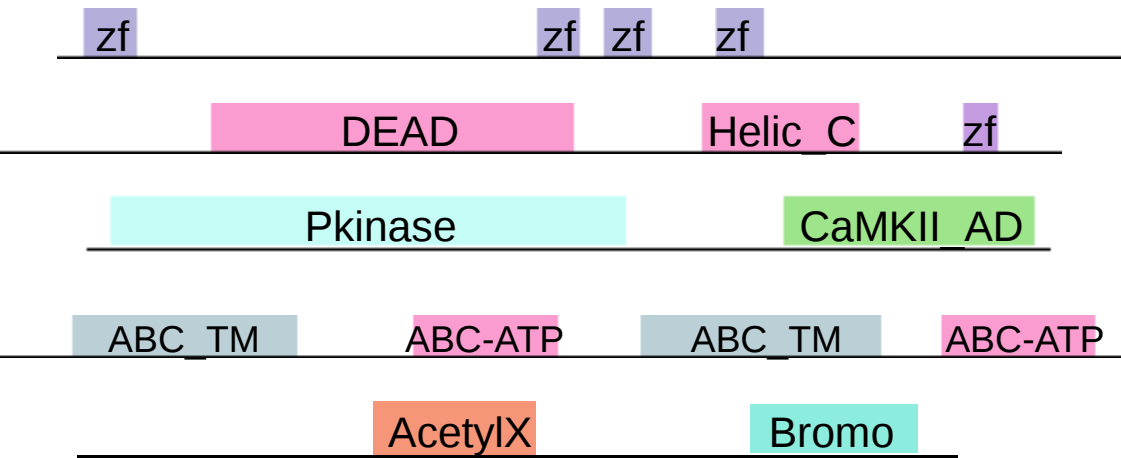 zf zf zf zf
DEAD Helic_C zf
Pkinase CaMKII_AD
ABC_TM ABC-ATP ABC_TM ABC-ATP
AcetylX Bromo